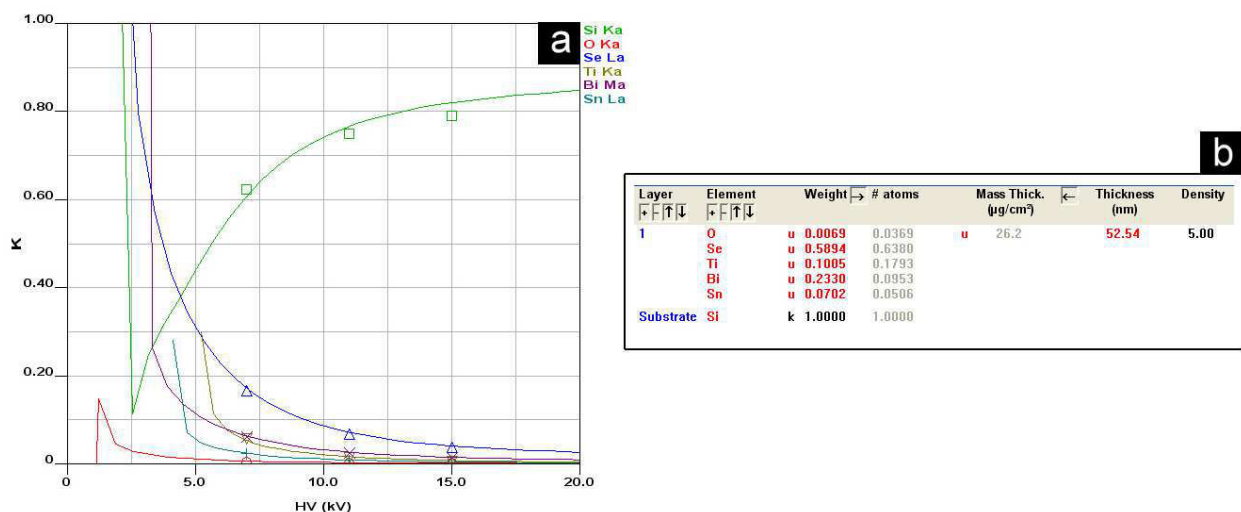 a
Si Ka
O Ka
Se La
Ti Ka
Bi Ma
Sn La
1.00
0.80
0.60
0.40
0.20
0
K
0 5.0 10.0 15.0 20.0
HV (kV)
b
Layer Element Weight → # atoms Mass Thick. ← Thickness Density
+ - ↑ ↓ + - ↑ ↓ (µg/cm²) (nm)
1 O u 0.0069 0.0369 u 26.2 52.54 5.00
Se u 0.5894 0.6380
Ti u 0.1005 0.1793
Bi u 0.2330 0.0953
Sn u 0.0702 0.0506
Substrate Si k 1.0000 1.0000